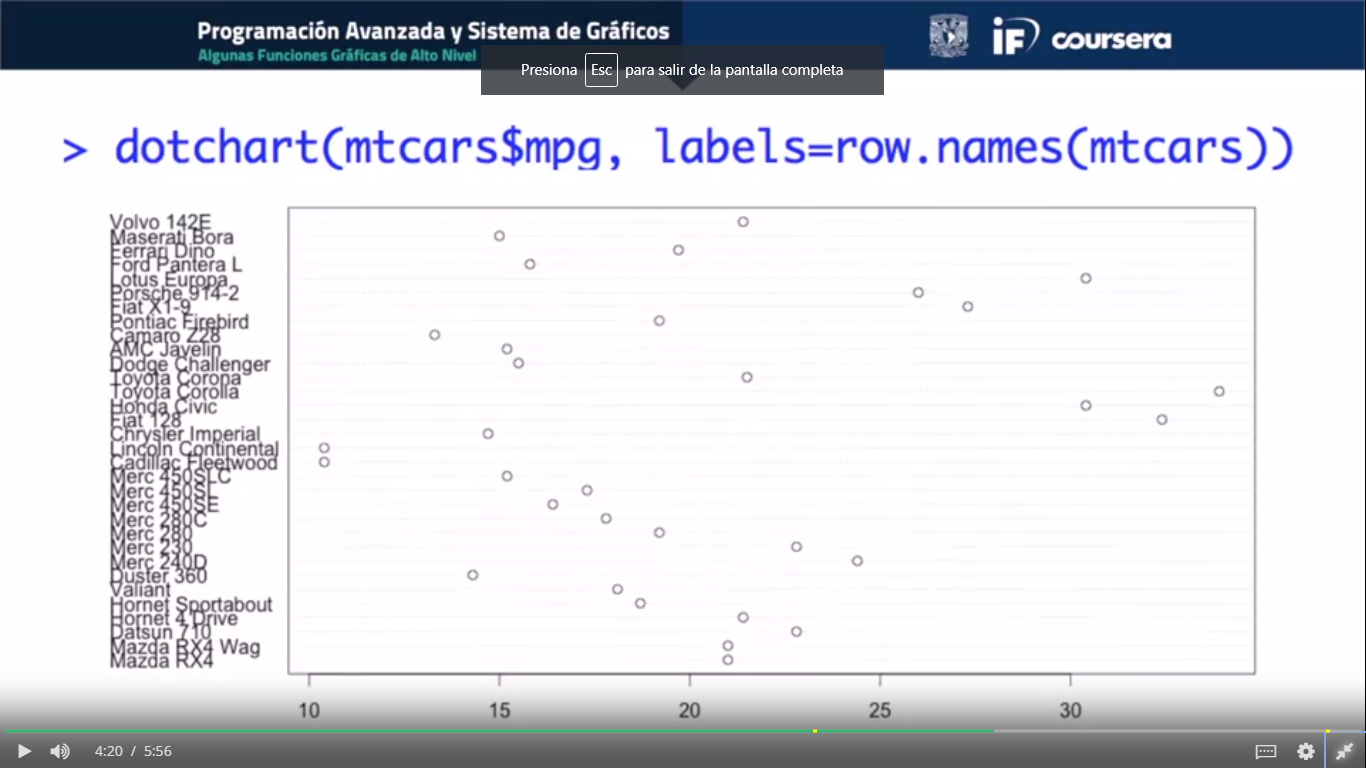 Programación Avanzada y Sistema de Gráficos
Algunas Funciones Gráficas de Alto Nivel
iF) coursera
Presiona Esc para salir de la pantalla completa
> dotchart(mtcars$mpg, labels=row.names(mtcars))
Volvo 142E
Maserati Bora
Ferrari Dino
Ford Pantera L
Lotus Europa
Porsche 914-2
Fiat X1-9
Pontiac Firebird
Camaro Z28
AMC Javelin
Dodge Challenger
Toyota Corona
Toyota Corolla
Honda Civic
Fiat 128
Chrysler Imperial
Lincoln Continental
Cadillac Fleetwood
Merc 450SLC
Merc 450SL
Merc 450SE
Merc 280C
Merc 280
Merc 230
Merc 240D
Duster 360
Valiant
Hornet Sportabout
Hornet 4 Drive
Datsun 710
Mazda RX4 Wag
Mazda RX4
10 15 20 25 30
4:20 / 5:56